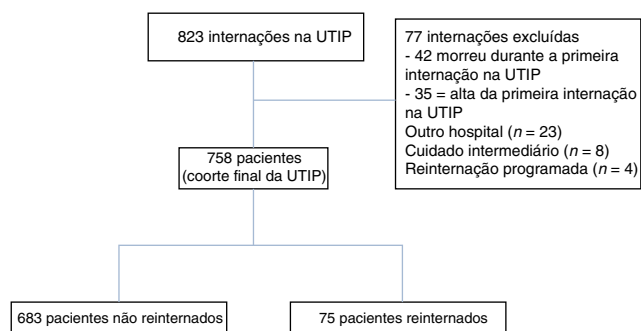 823 internações na UTIP
77 internações excluídas
- 42 morreu durante a primeira
internação na UTIP
- 35 = alta da primeira internação
na UTIP
Outro hospital (n = 23)
Cuidado intermediário (n = 8)
Reinternação programada (n = 4)
758 pacientes
(coorte final da UTIP)
683 pacientes não reinternados
75 pacientes reinternados